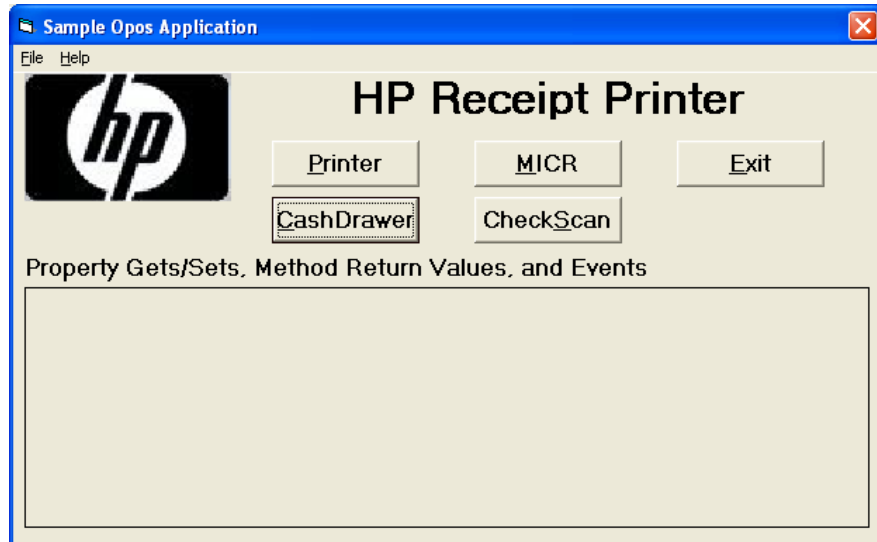 Sample Opos Application
File Help
hp
HP Receipt Printer
Printer MICR Exit
CashDrawer CheckScan
Property Gets/Sets, Method Return Values, and Events